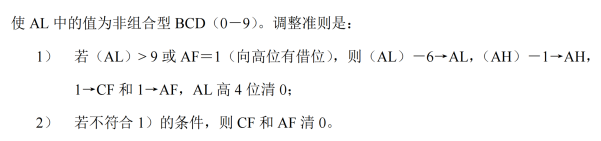 使 AL 中的值为非组合型 BCD（0－9）。调整准则是：
1） 若（AL）> 9 或 AF＝1（向高位有借位），则（AL）－6→AL，（AH）－1→AH，
1→CF 和 1→AF，AL 高 4 位清 0；
2） 若不符合 1）的条件，则 CF 和 AF 清 0。